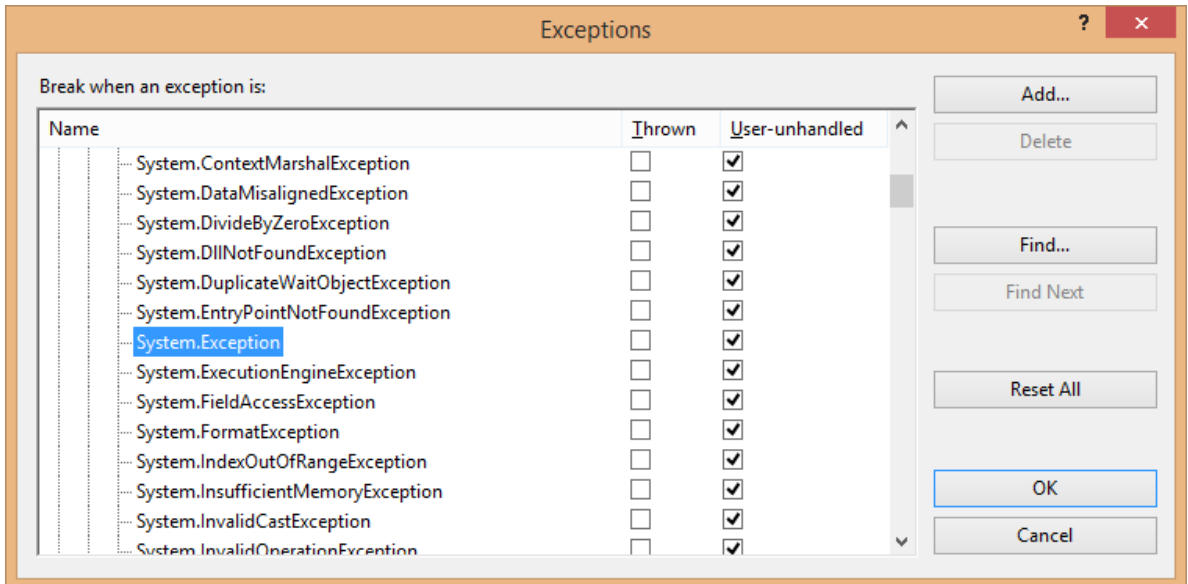 Exceptions
?
Break when an exception is:
Name Thrown User-unhandled
System.ContextMarshalException
System.DataMisalignedException
System.DivideByZeroException
System.DllNotFoundException
System.DuplicateWaitObjectException
System.EntryPointNotFoundException
System.Exception
System.ExecutionEngineException
System.FieldAccessException
System.FormatException
System.IndexOutOfRangeException
System.InsufficientMemoryException
System.InvalidCastException
System.InvalidOperationException
Add...
Delete
Find...
Find Next
Reset All
OK
Cancel